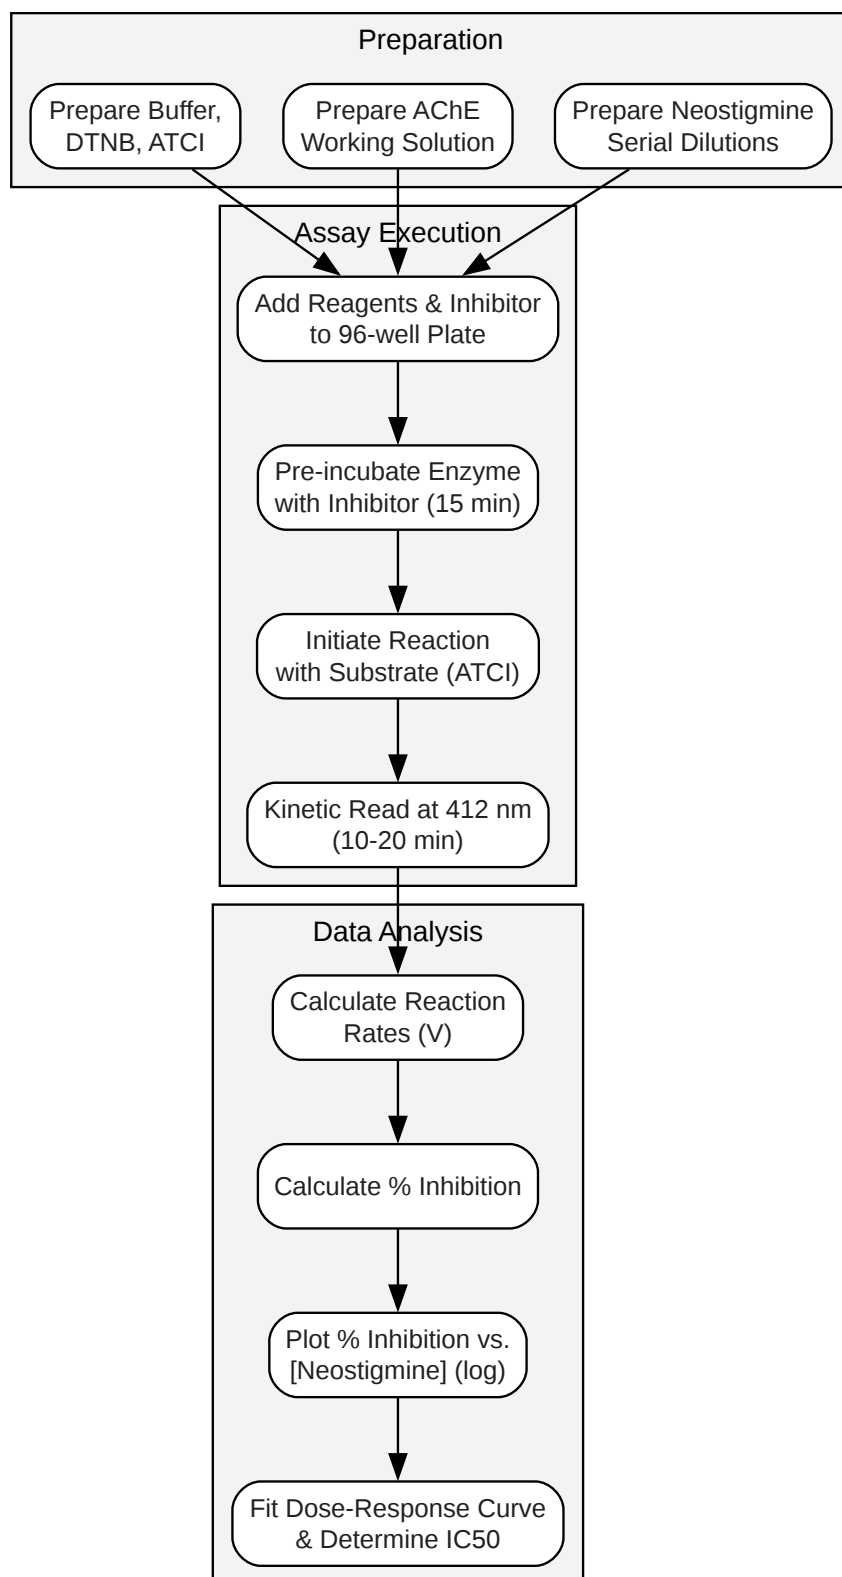 Preparation
Prepare Buffer,
DTNB, ATCI
Prepare AChE
Working Solution
Prepare Neostigmine
Serial Dilutions
Assay Execution
Add Reagents & Inhibitor
to 96-well Plate
Pre-incubate Enzyme
with Inhibitor (15 min)
Initiate Reaction
with Substrate (ATCI)
Kinetic Read at 412 nm
(10-20 min)
Data Analysis
Calculate Reaction
Rates (V)
Calculate % Inhibition
Plot % Inhibition vs.
[Neostigmine] (log)
Fit Dose-Response Curve
& Determine IC50